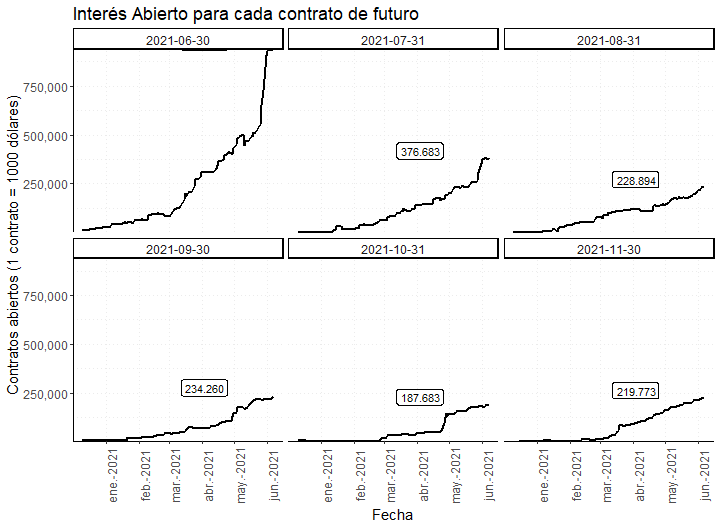 Interés Abierto para cada contrato de futuro
Contratos abiertos (1 contrato = 1000 dólares)
2021-06-30
2021-07-31
2021-08-31
750,000
500,000
250,000
376.683
228.894
2021-09-30
2021-10-31
2021-11-30
750,000
500,000
250,000
234.260
187.683
219.773
ene.-2021
feb.-2021
mar.-2021
abr.-2021
may.-2021
jun.-2021
ene.-2021
feb.-2021
mar.-2021
abr.-2021
may.-2021
jun.-2021
ene.-2021
feb.-2021
mar.-2021
abr.-2021
may.-2021
jun.-2021
Fecha